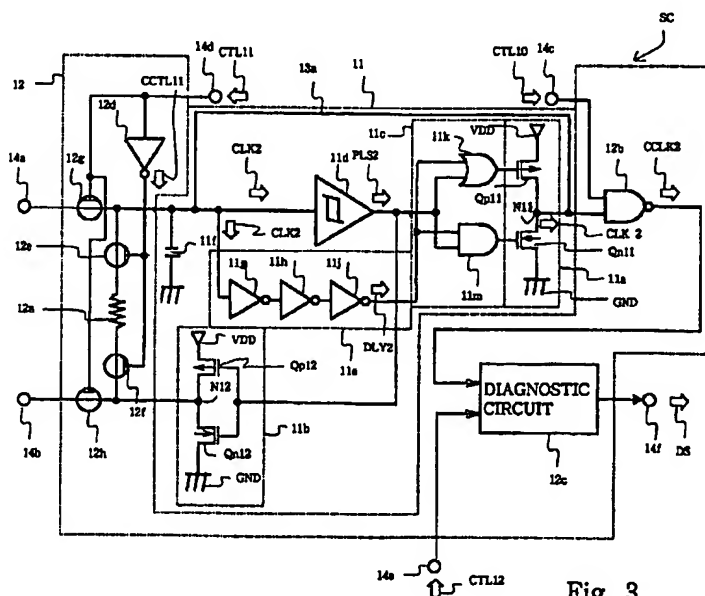 SC
12
14d
CTL11
CCTL11
11
13a
CTL10
14c
12d
11c
VDD
11k
12b
CCLK2
14a
12g
CLK2
11d
PLS2
Qp11
N11
CLK 2
Qn11
12e
11f
CLK2
11g
11h
11j
11m
11a
12a
DLY2
GND
VDD
11e
Qp12
N12
14b
12h
12f
Qn12
11b
GND
DIAGNOSTIC
CIRCUIT
12c
14f
DS
14e
CTL12
Fig. 3